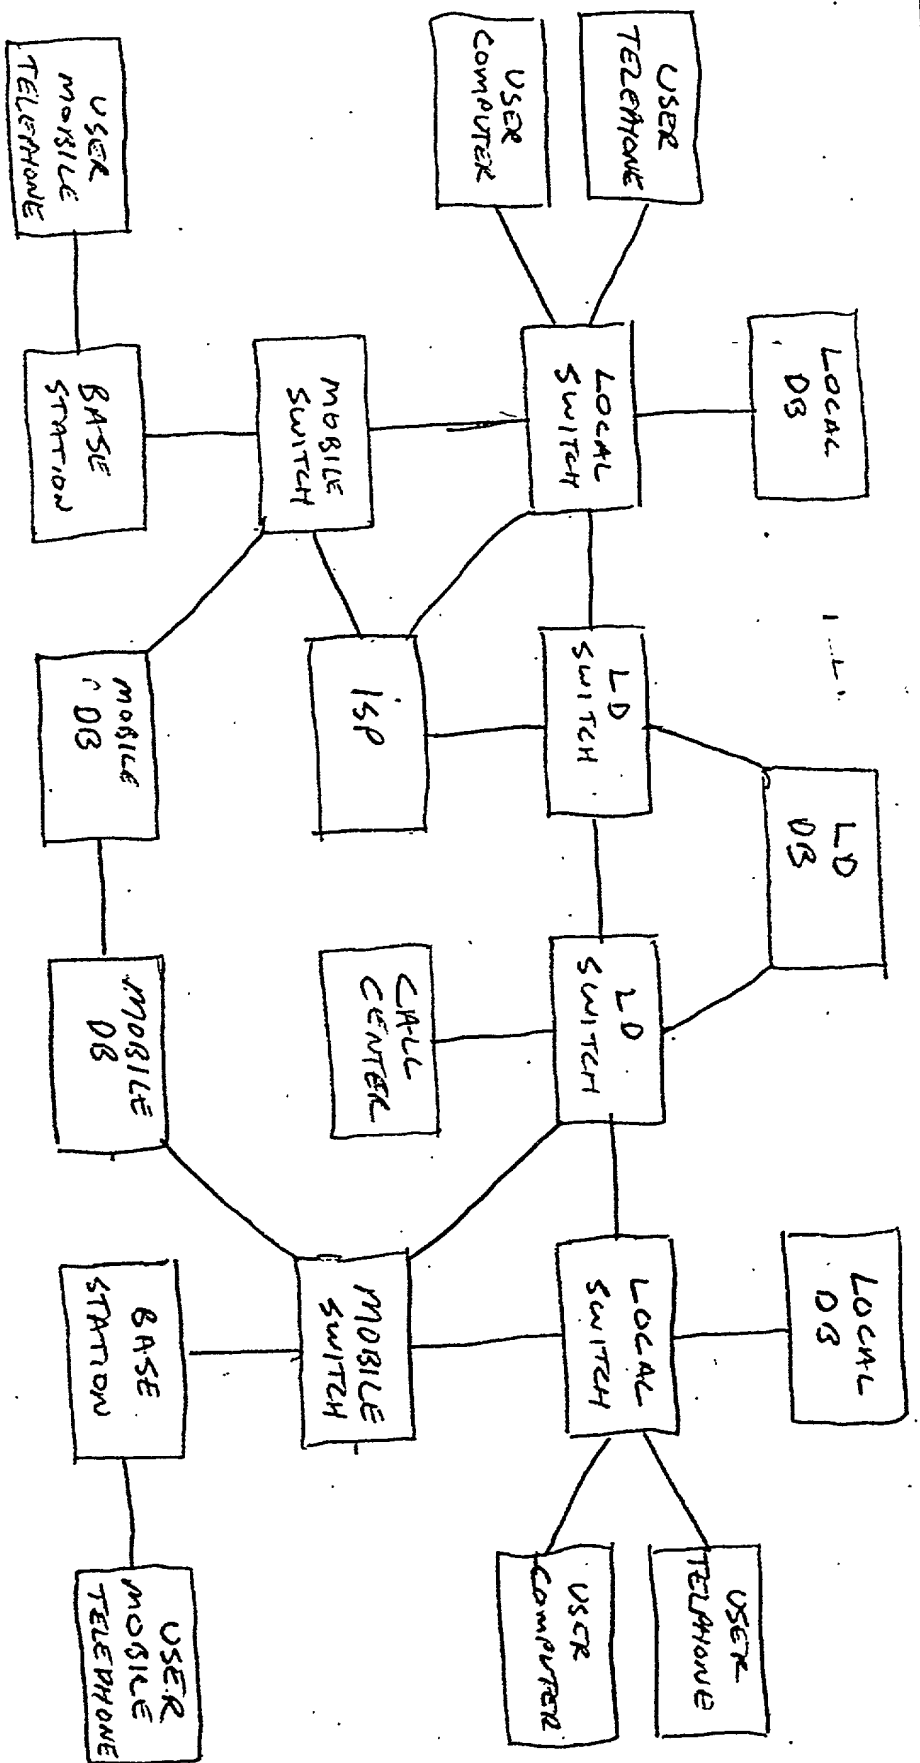 LOCAL
DB
LD
DB
LOCAL
DB
USER
TELEPHONE
USER
COMPUTER
LOCAL
SWITCH
LD
SWITCH
LD
SWITCH
LOCAL
SWITCH
USER
TELEPHONE
USER
COMPUTER
MOBILE
SWITCH
ISP
CALL
CENTER
MOBILE
SWITCH
USER
MOBILE
TELEPHONE
BASE
STATION
MOBILE
DB
MOBILE
DB
BASE
STATION
USER
MOBILE
TELEPHONE